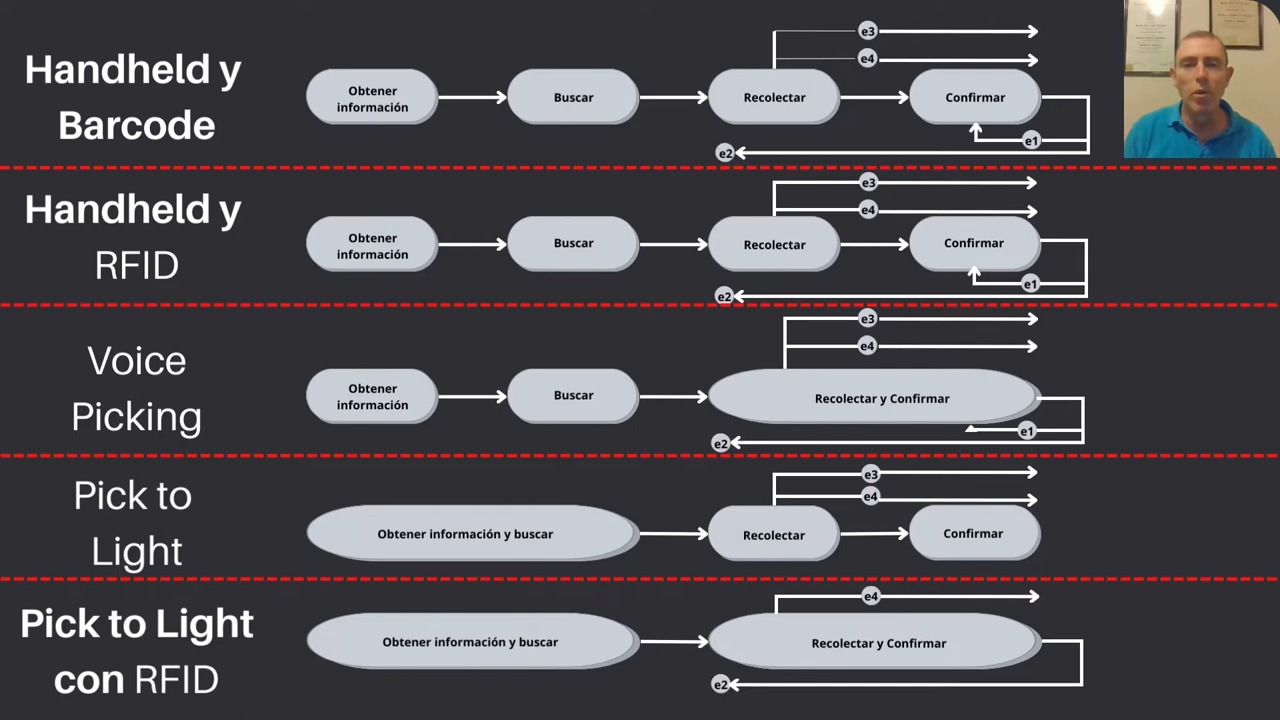 Handheld y
Barcode
Obtener
información
Buscar
Recolectar
Confirmar
e3
e4
e1
e2
Handheld y
RFID
Obtener
información
Buscar
Recolectar
Confirmar
e3
e4
e1
e2
Voice
Picking
Obtener
información
Buscar
Recolectar y Confirmar
e3
e4
e1
e2
Pick to
Light
Obtener información y buscar
Recolectar
Confirmar
e3
e4
Pick to Light
con RFID
Obtener información y buscar
Recolectar y Confirmar
e4
e2